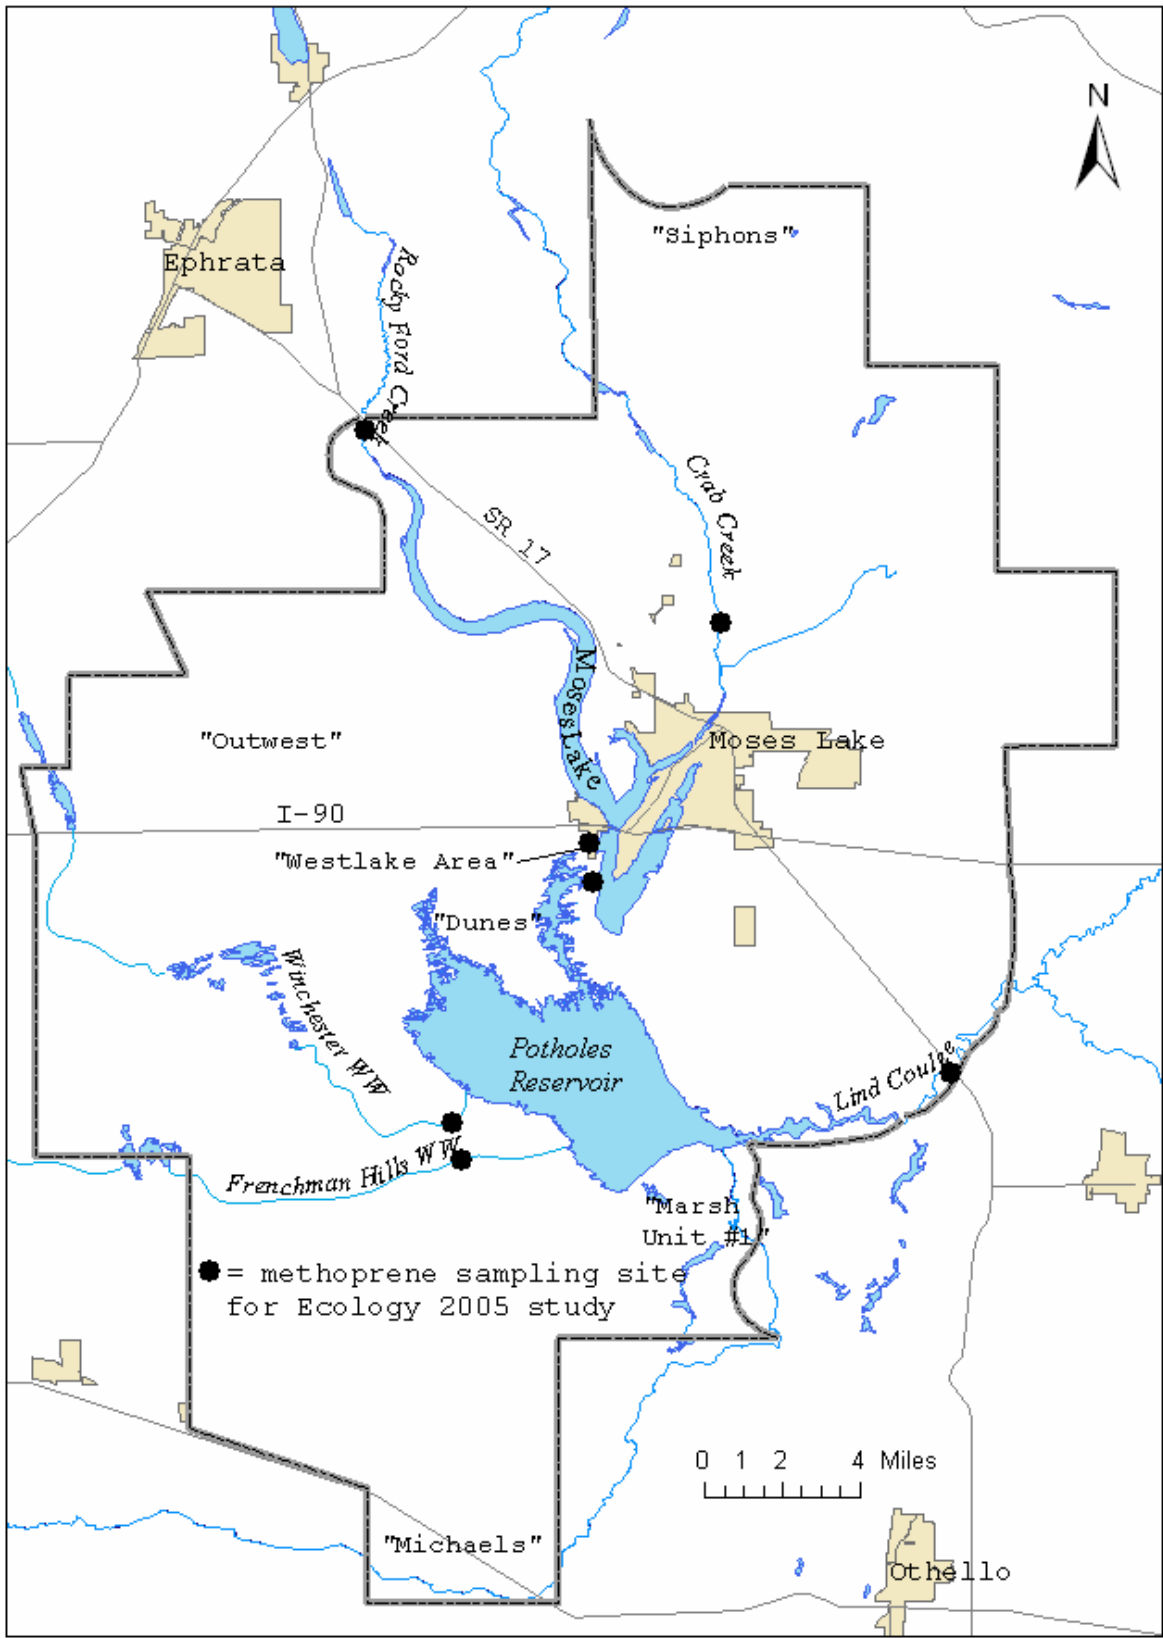 N
"Siphons"
Ephrata
Rocky Ford Creek
Crab Creek
SR 17
Moses Lake
"Outwest"
Moses Lake
I-90
"Westlake Area"
"Dunes"
Winchester WW
Potholes
Reservoir
Lind Coulee
Frenchman Hills WW
"Marsh
Unit #1"
= methoprene sampling site
for Ecology 2005 study
0 1 2 4 Miles
"Michaels"
Othello